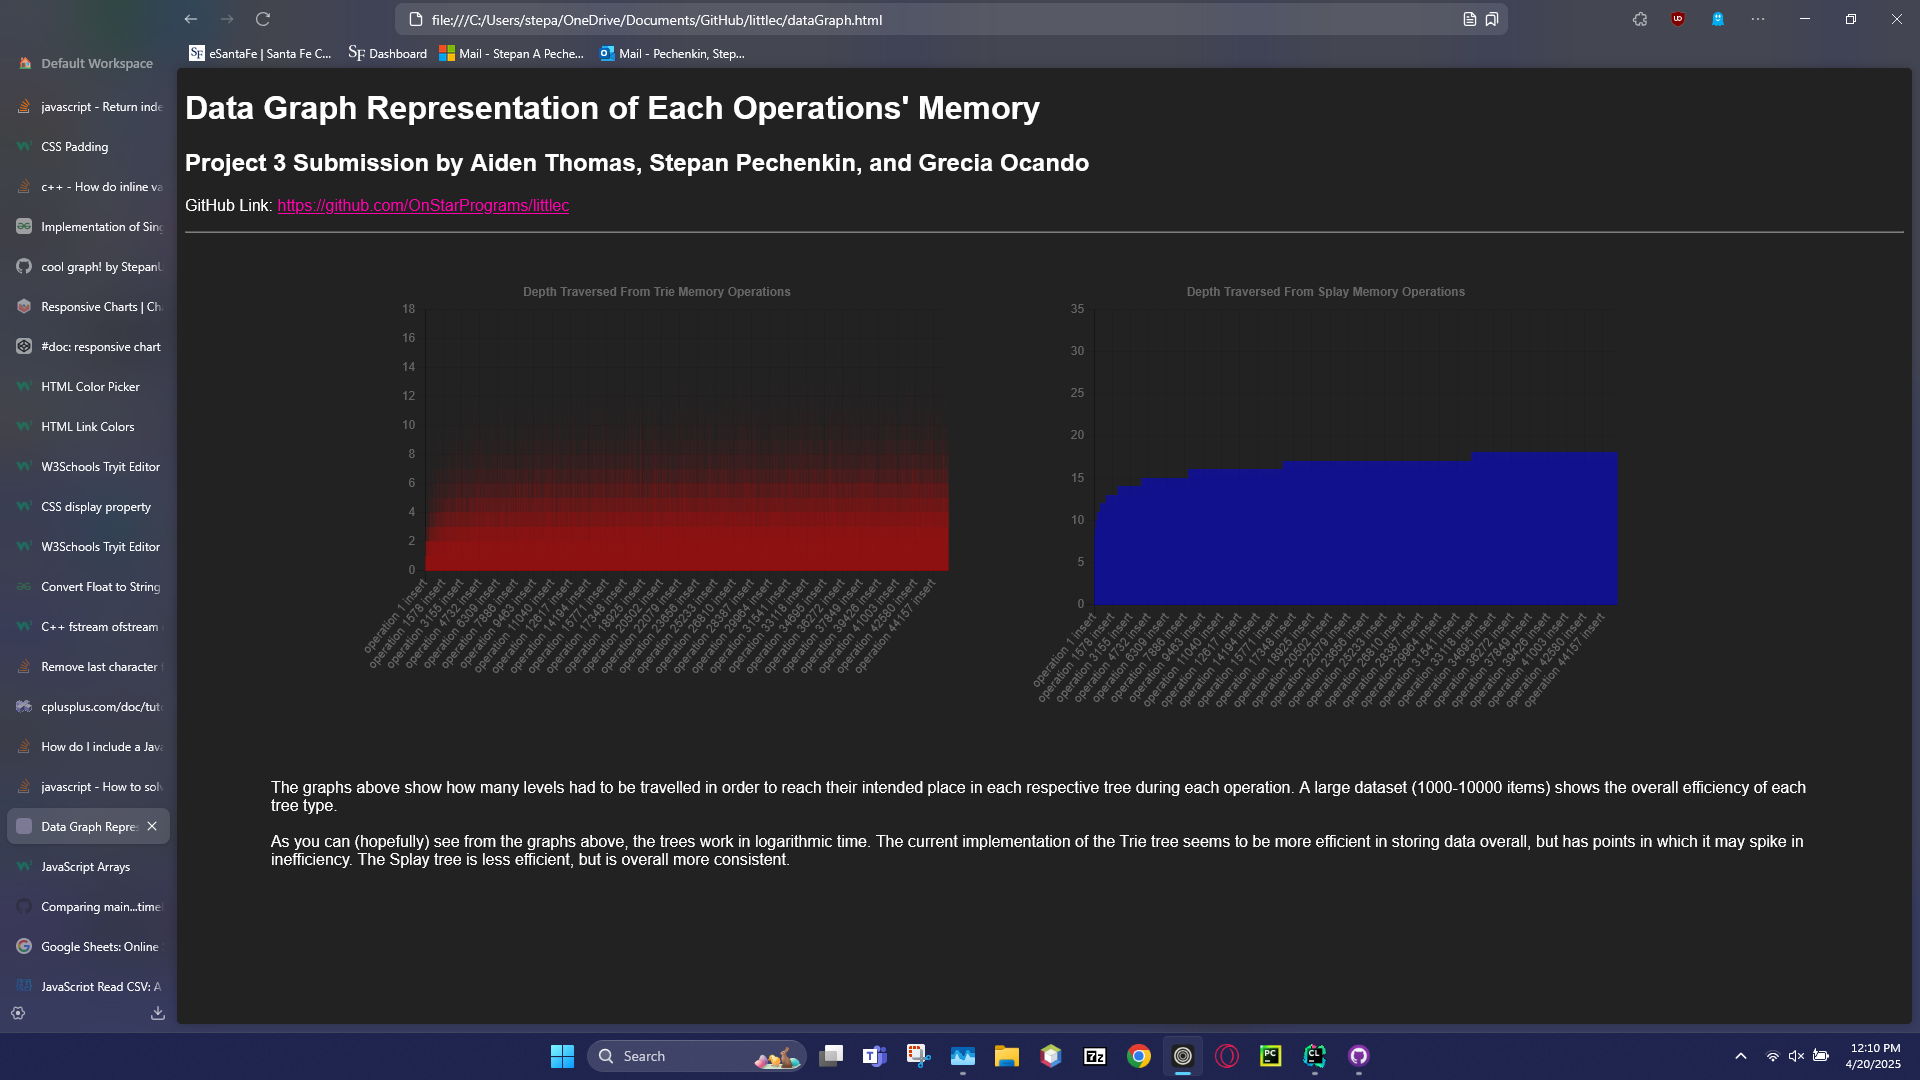 file:///C:/Users/stepa/OneDrive/Documents/GitHub/littlec/dataGraph.html
eSantaFe | Santa Fe C...
Dashboard
Mail - Stepan A Peche...
Mail - Pechenkin, Step...
Default Workspace
javascript - Return inde
CSS Padding
c++ - How do inline va
Implementation of Sing
cool graph! by StepanU
Responsive Charts | Ch
#doc: responsive chart
HTML Color Picker
HTML Link Colors
W3Schools Tryit Editor
CSS display property
W3Schools Tryit Editor
Convert Float to String
C++ fstream ofstream
Remove last character
cplusplus.com/doc/tuto
How do I include a Java
javascript - How to solv
Data Graph Repres
JavaScript Arrays
Comparing main...time
Google Sheets: Online
JavaScript Read CSV: A
Data Graph Representation of Each Operations' Memory
Project 3 Submission by Aiden Thomas, Stepan Pechenkin, and Grecia Ocando
GitHub Link: https://github.com/OnStarPrograms/littlec
Depth Traversed From Trie Memory Operations
18
16
14
12
10
8
6
4
2
0
operation 1 insert
operation 1578 insert
operation 3155 insert
operation 4732 insert
operation 6309 insert
operation 7886 insert
operation 9463 insert
operation 11040 insert
operation 12617 insert
operation 14194 insert
operation 15771 insert
operation 17348 insert
operation 18925 insert
operation 20502 insert
operation 22079 insert
operation 23656 insert
operation 25233 insert
operation 26810 insert
operation 28387 insert
operation 29964 insert
operation 31541 insert
operation 33118 insert
operation 34695 insert
operation 36272 insert
operation 37849 insert
operation 39426 insert
operation 41003 insert
operation 42580 insert
operation 44157 insert
Depth Traversed From Splay Memory Operations
35
30
25
20
15
10
5
0
operation 1 insert
operation 1578 insert
operation 3155 insert
operation 4732 insert
operation 6309 insert
operation 7886 insert
operation 9463 insert
operation 11040 insert
operation 12617 insert
operation 14194 insert
operation 15771 insert
operation 17348 insert
operation 18925 insert
operation 20502 insert
operation 22079 insert
operation 23656 insert
operation 25233 insert
operation 26810 insert
operation 28387 insert
operation 29964 insert
operation 31541 insert
operation 33118 insert
operation 34695 insert
operation 36272 insert
operation 37849 insert
operation 39426 insert
operation 41003 insert
operation 42580 insert
operation 44157 insert
The graphs above show how many levels had to be travelled in order to reach their intended place in each respective tree during each operation. A large dataset (1000-10000 items) shows the overall efficiency of each
tree type.
As you can (hopefully) see from the graphs above, the trees work in logarithmic time. The current implementation of the Trie tree seems to be more efficient in storing data overall, but has points in which it may spike in
inefficiency. The Splay tree is less efficient, but is overall more consistent.
Search
12:10 PM
4/20/2025